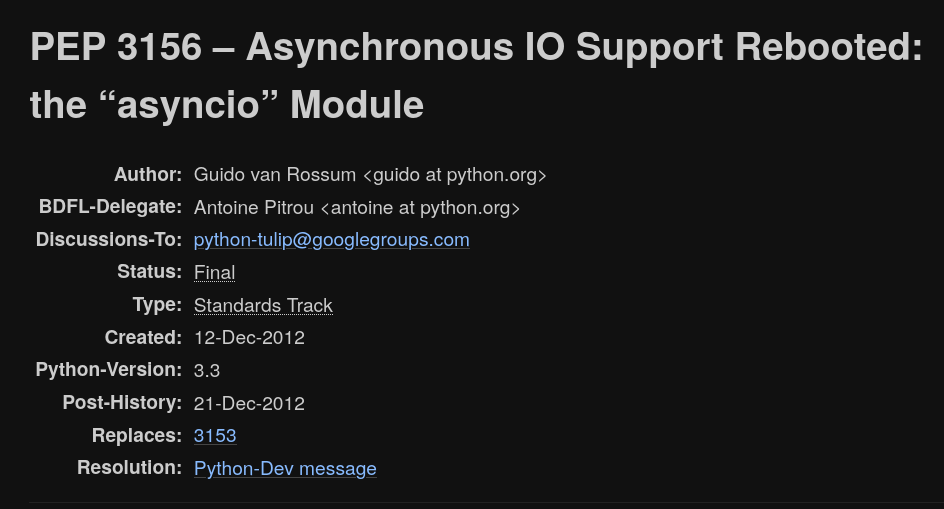 PEP 3156 – Asynchronous IO Support Rebooted:
the “asyncio” Module
Author: Guido van Rossum <guido at python.org>
BDFL-Delegate: Antoine Pitrou <antoine at python.org>
Discussions-To: python-tulip@googlegroups.com
Status: Final
Type: Standards Track
Created: 12-Dec-2012
Python-Version: 3.3
Post-History: 21-Dec-2012
Replaces: 3153
Resolution: Python-Dev message